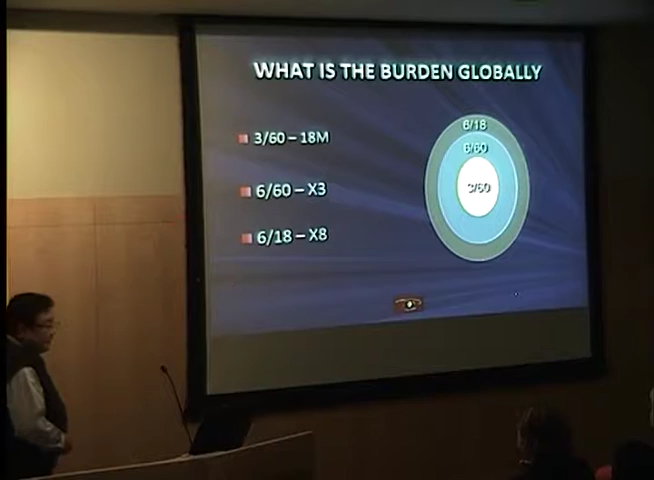 WHAT IS THE BURDEN GLOBALLY
3/60 – 18M
6/60 – X3
6/18 – X8
6/18
6/60
3/60